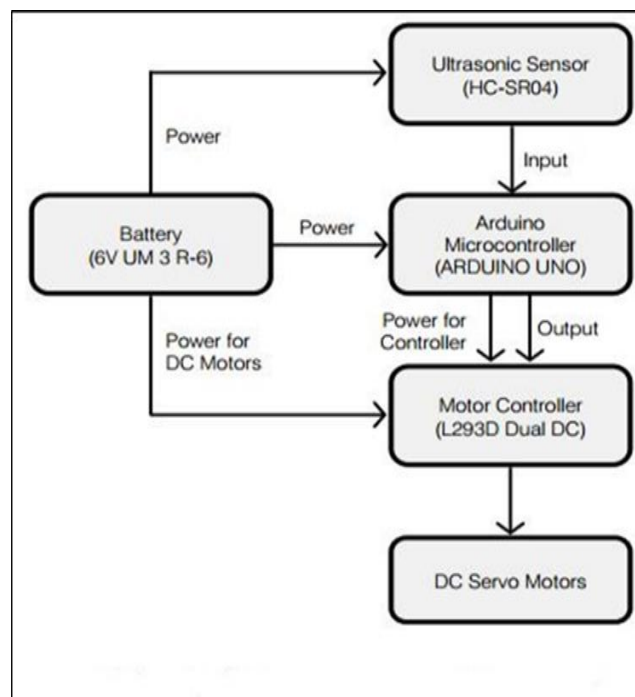 Ultrasonic Sensor
(HC-SR04)
Power
Input
Battery
(6V UM 3 R-6)
Power
Arduino
Microcontroller
(ARDUINO UNO)
Power for
DC Motors
Power for
Controller
Output
Motor Controller
(L293D Dual DC)
DC Servo Motors